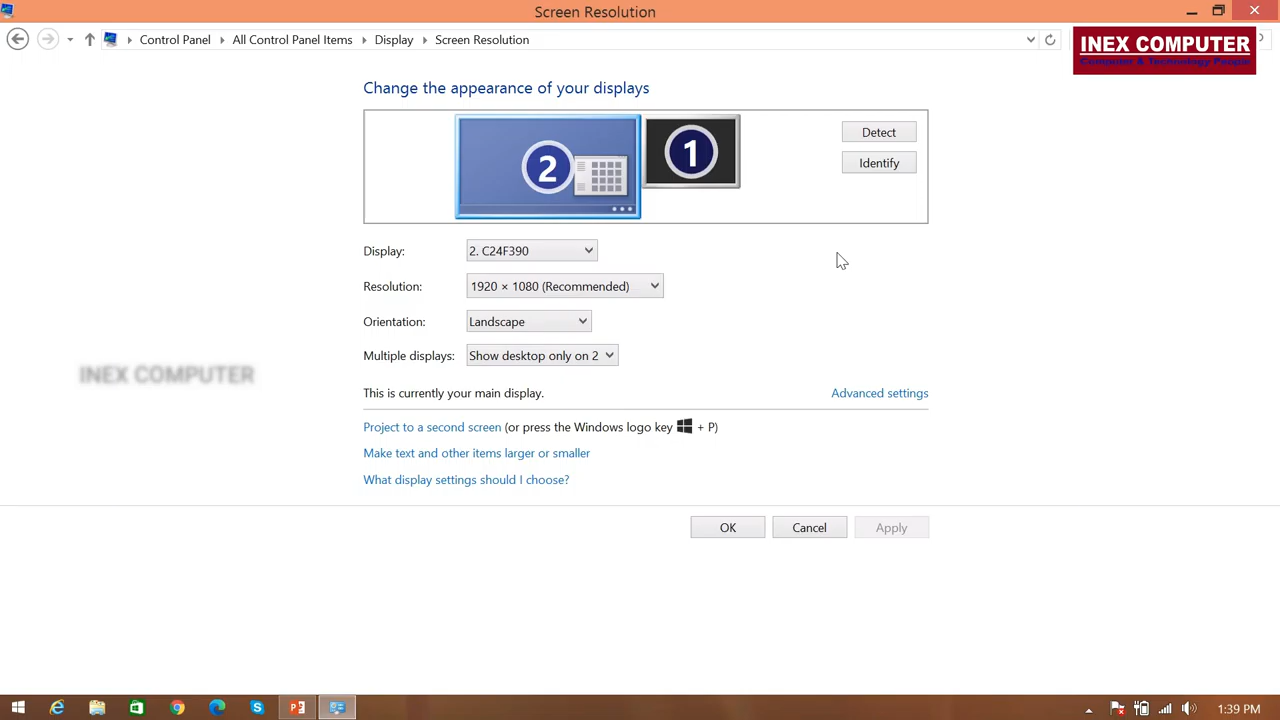 Screen Resolution
Control Panel
All Control Panel Items
Display
Screen Resolution
INEX COMPUTER
Computer & Technology People
Change the appearance of your displays
2
1
Detect
Identify
Display:
2. C24F390
Resolution:
1920 × 1080 (Recommended)
Orientation:
Landscape
INEX COMPUTER
Multiple displays:
Show desktop only on 2
This is currently your main display.
Advanced settings
Project to a second screen (or press the Windows logo key + P)
Make text and other items larger or smaller
What display settings should I choose?
OK
Cancel
Apply
1:39 PM